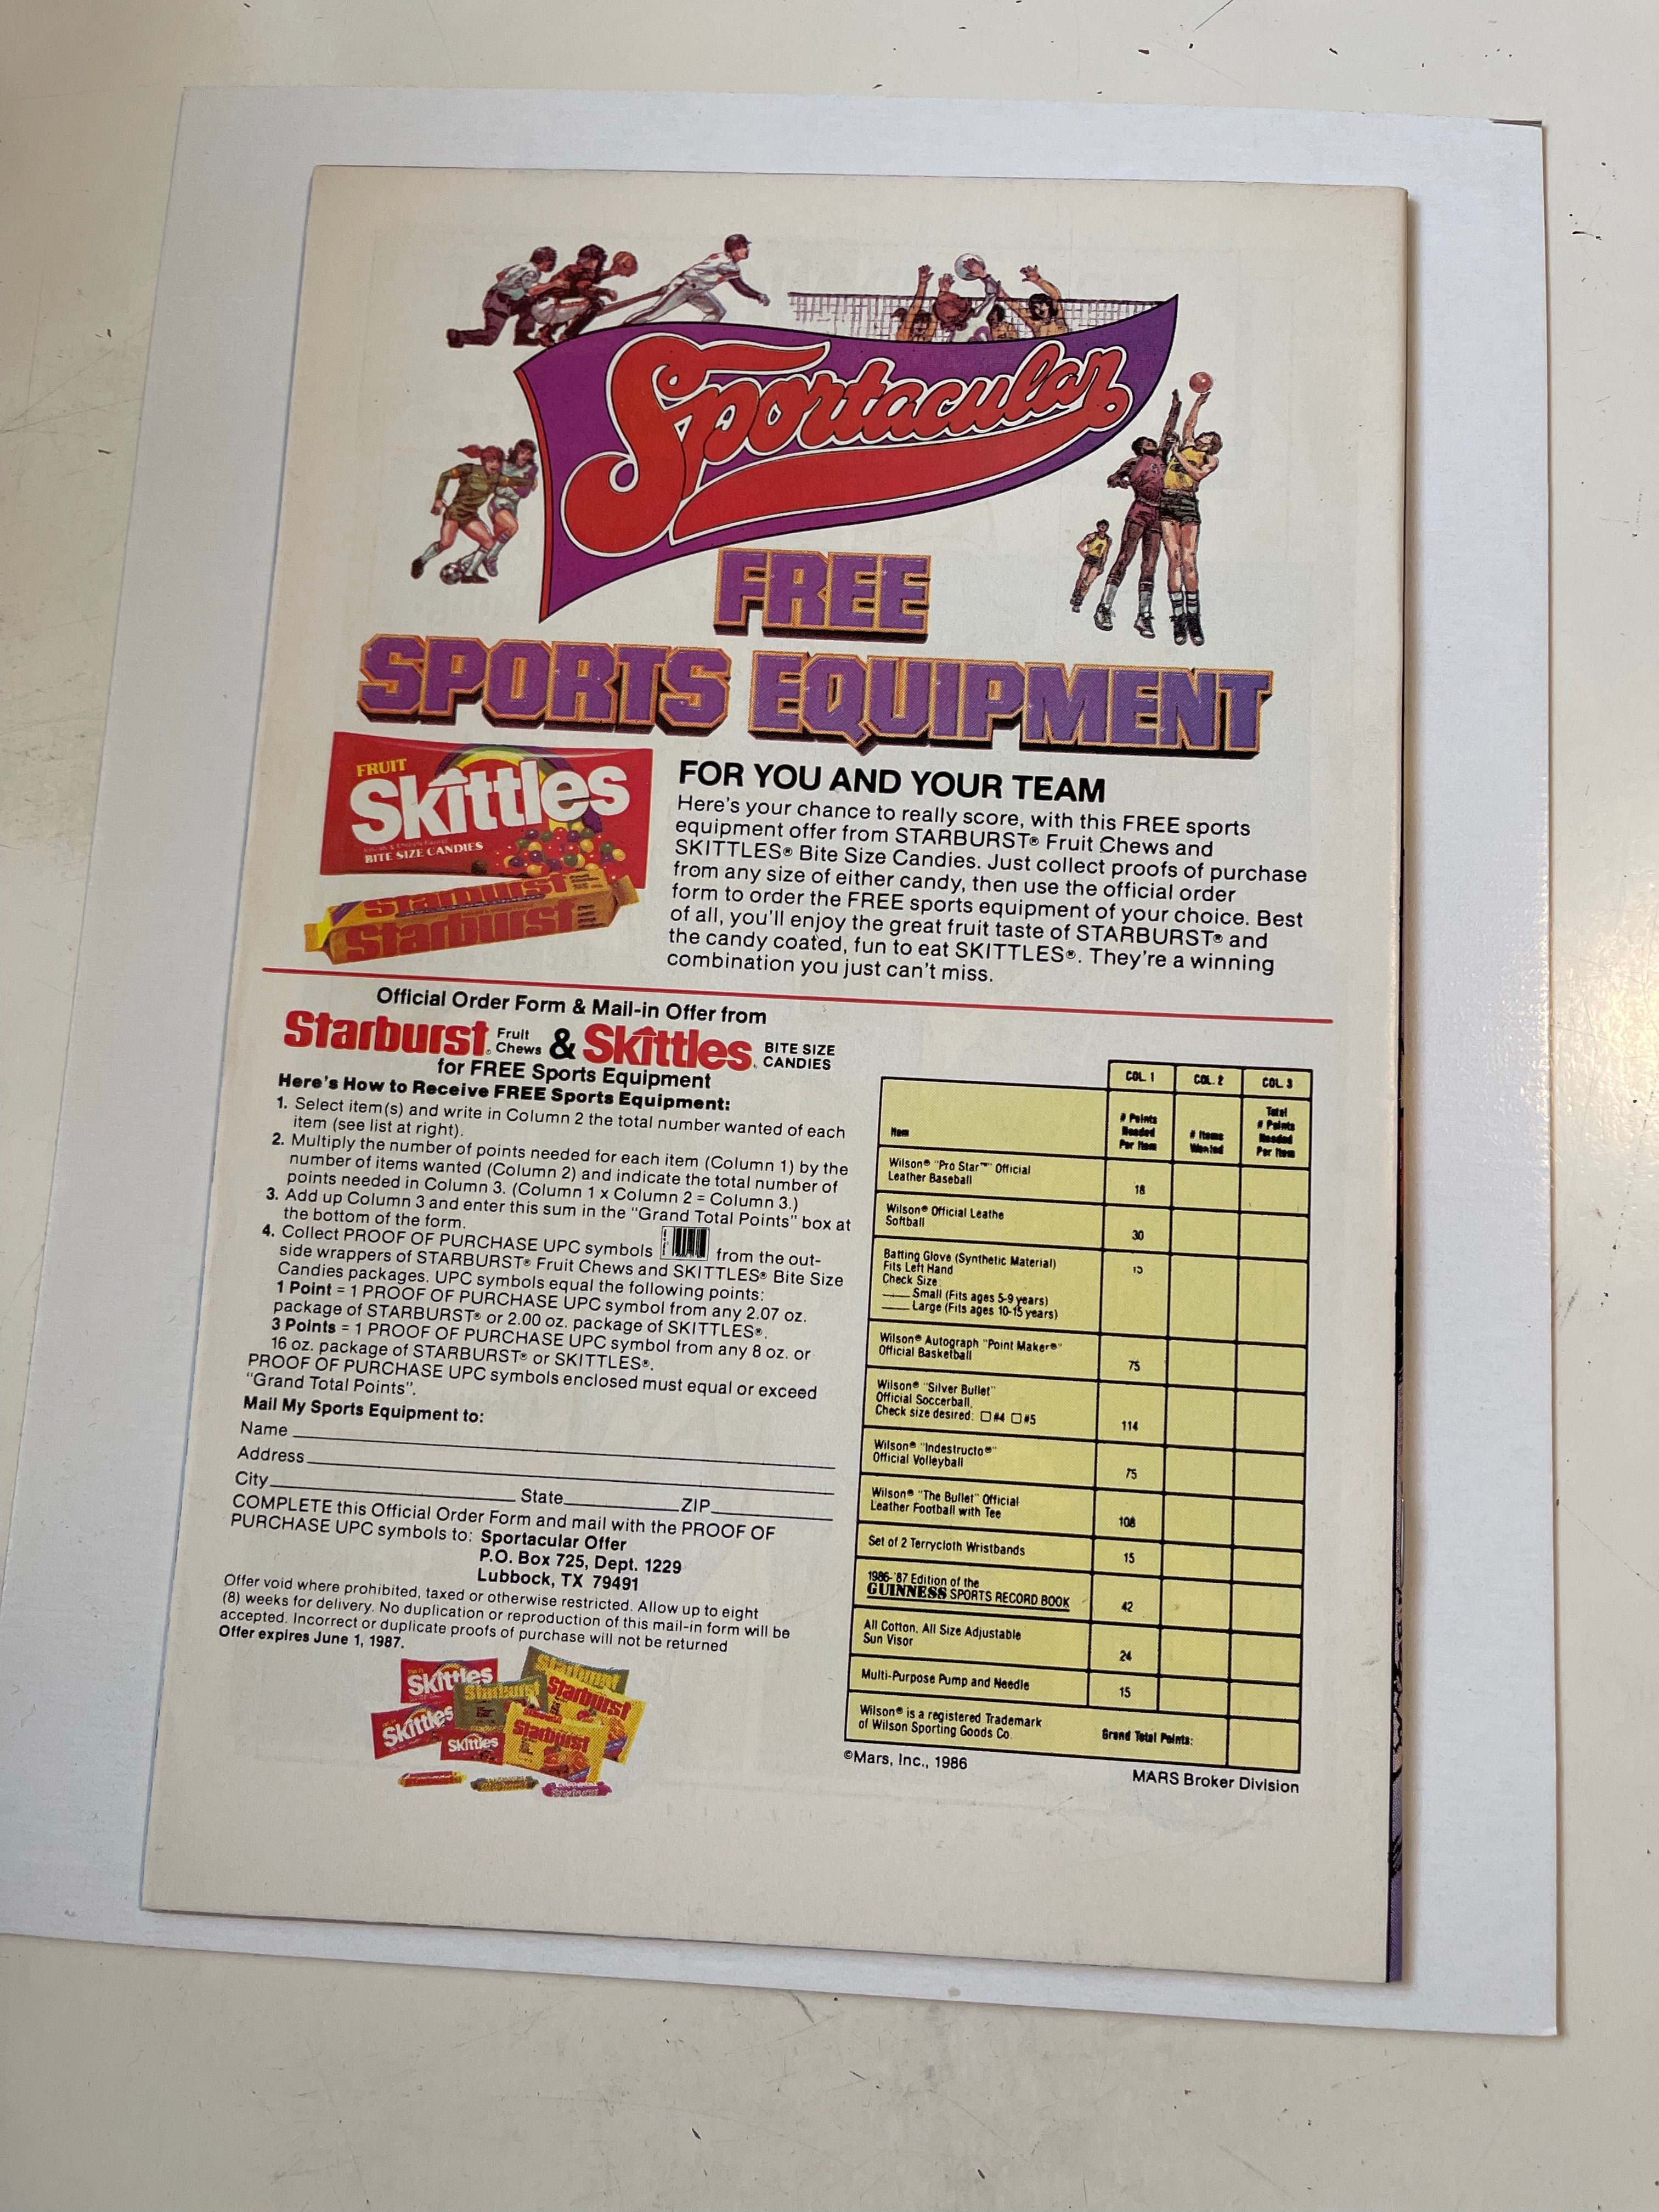 Sportacular
FREE
SPORTS EQUIPMENT
FRUIT
Skittles
BITE SIZE CANDIES
Starburst
Starburst
FOR YOU AND YOUR TEAM
Here's your chance to really score, with this FREE sports
equipment offer from STARBURST® Fruit Chews and
SKITTLES® Bite Size Candies. Just collect proofs of purchase
from any size of either candy, then use the official order
form to order the FREE sports equipment of your choice. Best
of all, you'll enjoy the great fruit taste of STARBURST® and
the candy coated, fun to eat SKITTLES®. They're a winning
combination you just can't miss.
Official Order Form & Mail-in Offer from
Starburst® Fruit Chews & Skittles® BITE SIZE CANDIES
for FREE Sports Equipment
Here's How to Receive FREE Sports Equipment:
1. Select item(s) and write in Column 2 the total number wanted of each
item (see list at right).
2. Multiply the number of points needed for each item (Column 1) by the
number of items wanted (Column 2) and indicate the total number of
points needed in Column 3. (Column 1 x Column 2 = Column 3.)
3. Add up Column 3 and enter this sum in the "Grand Total Points" box at
the bottom of the form.
4. Collect PROOF OF PURCHASE UPC symbols from the out-
side wrappers of STARBURST® Fruit Chews and SKITTLES® Bite Size
Candies packages. UPC symbols equal the following points:
1 Point = 1 PROOF OF PURCHASE UPC symbol from any 2.07 oz.
package of STARBURST® or 2.00 oz. package of SKITTLES®.
3 Points = 1 PROOF OF PURCHASE UPC symbol from any 8 oz. or
16 oz. package of STARBURST® or SKITTLES®.
PROOF OF PURCHASE UPC symbols enclosed must equal or exceed
"Grand Total Points".
Mail My Sports Equipment to:
Name
Address
City State ZIP
COMPLETE this Official Order Form and mail with the PROOF OF
PURCHASE UPC symbols to: Sportacular Offer
P.O. Box 725, Dept. 1229
Lubbock, TX 79491
Offer void where prohibited, taxed or otherwise restricted. Allow up to eight
(8) weeks for delivery. No duplication or reproduction of this mail-in form will be
accepted. Incorrect or duplicate proofs of purchase will not be returned
Offer expires June 1, 1987.
Skittles
Starburst
Starburst
Starburst
Skittles
Skittles
Starburst
COL. 1 COL. 2 COL. 3
Item # Points Needed Per Item # Items Wanted Total # Points Needed Per Item
Wilson® "Pro Star™" Official
Leather Baseball 18
Wilson® Official Leathe
Softball 30
Batting Glove (Synthetic Material)
Fits Left Hand 15
Check Size:
Small (Fits ages 5-9 years)
Large (Fits ages 10-15 years)
Wilson® Autograph "Point Maker®"
Official Basketball 75
Wilson® "Silver Bullet"
Official Soccerball,
Check size desired: ☐ #4 ☐ #5 114
Wilson® "Indestructo®"
Official Volleyball 75
Wilson® "The Bullet" Official
Leather Football with Tee 108
Set of 2 Terrycloth Wristbands 15
1986-'87 Edition of the
GUINNESS SPORTS RECORD BOOK 42
All Cotton, All Size Adjustable
Sun Visor 24
Multi-Purpose Pump and Needle 15
Wilson® is a registered Trademark
of Wilson Sporting Goods Co. Grand Total Points:
©Mars, Inc., 1986
MARS Broker Division